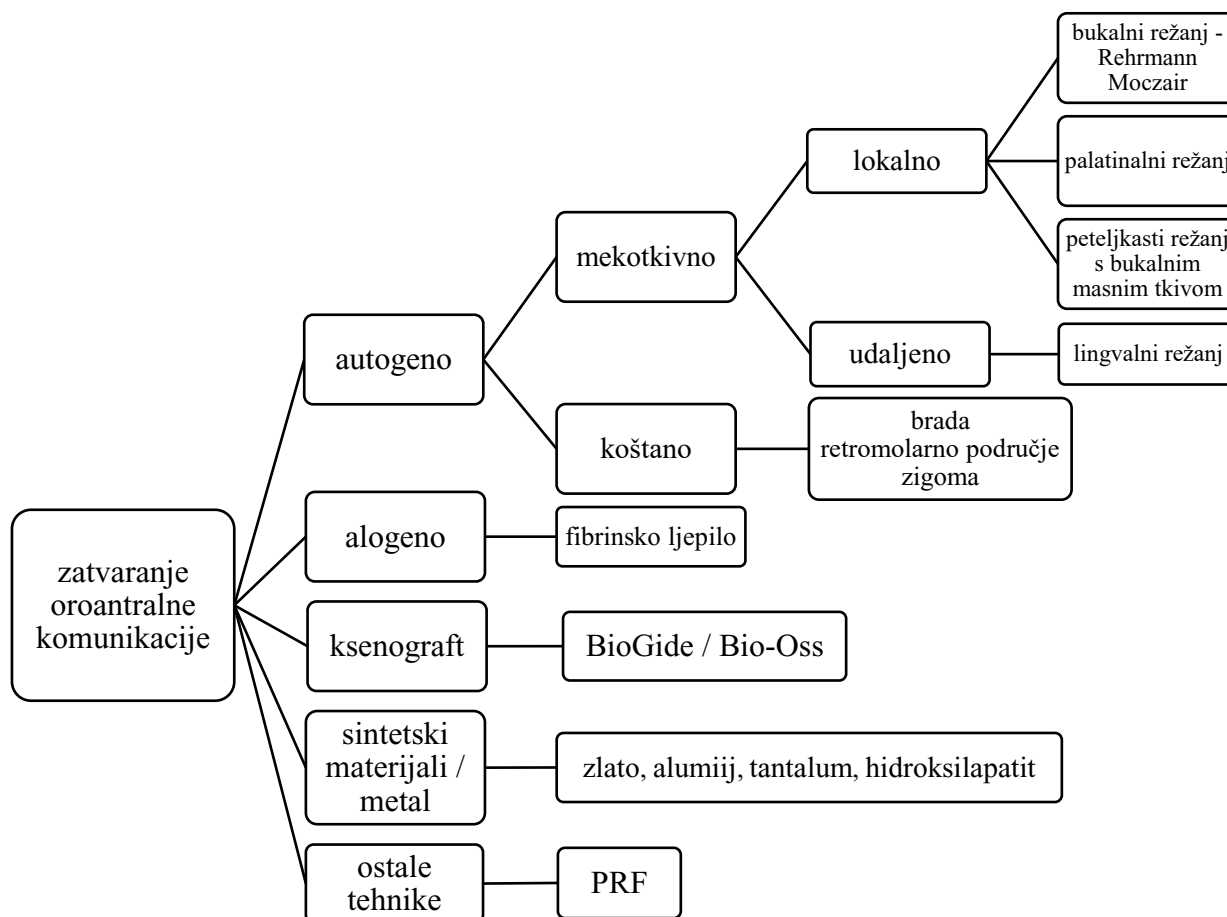 zatvaranje
oroantralne
komunikacije
autogeno
mekotkivno
lokalno
bukalni režanj -
Rehrmann
Moczair
palatinalni režanj
peteljkasti režanj
s bukalnim
masnim tkivom
udaljeno
lingvalni režanj
koštano
brada
retromolarno područje
zigoma
alogeno
fibrinsko ljepilo
ksenograft
BioGide / Bio-Oss
sintetski
materijali /
metal
zlato, alumiij, tantalum, hidroksilapatit
ostale
tehnike
PRF